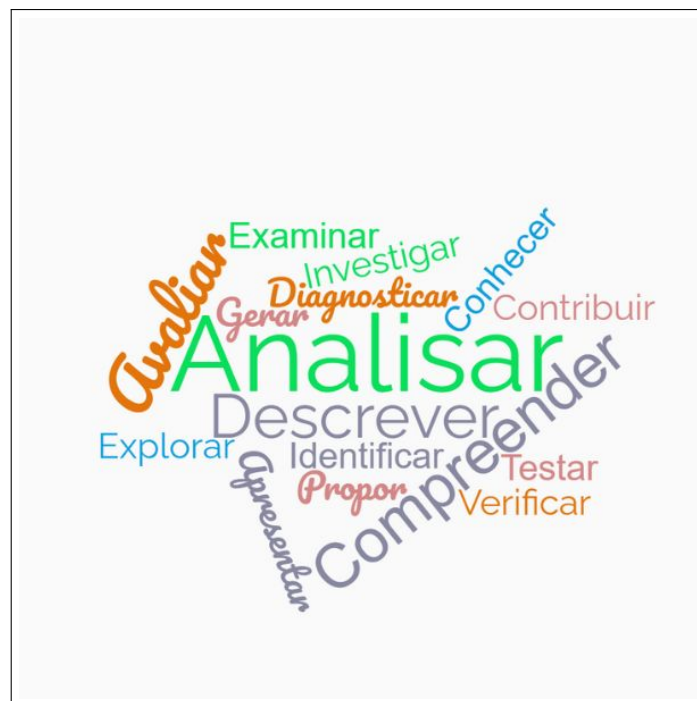 Examinar
Investigar
Conhecer
Avaliar
Diagnosticar
Gerar
Contribuir
Analisar
Descrever
Compreender
Explorar
Identificar
Testar
Apresentar
Propor
Verificar